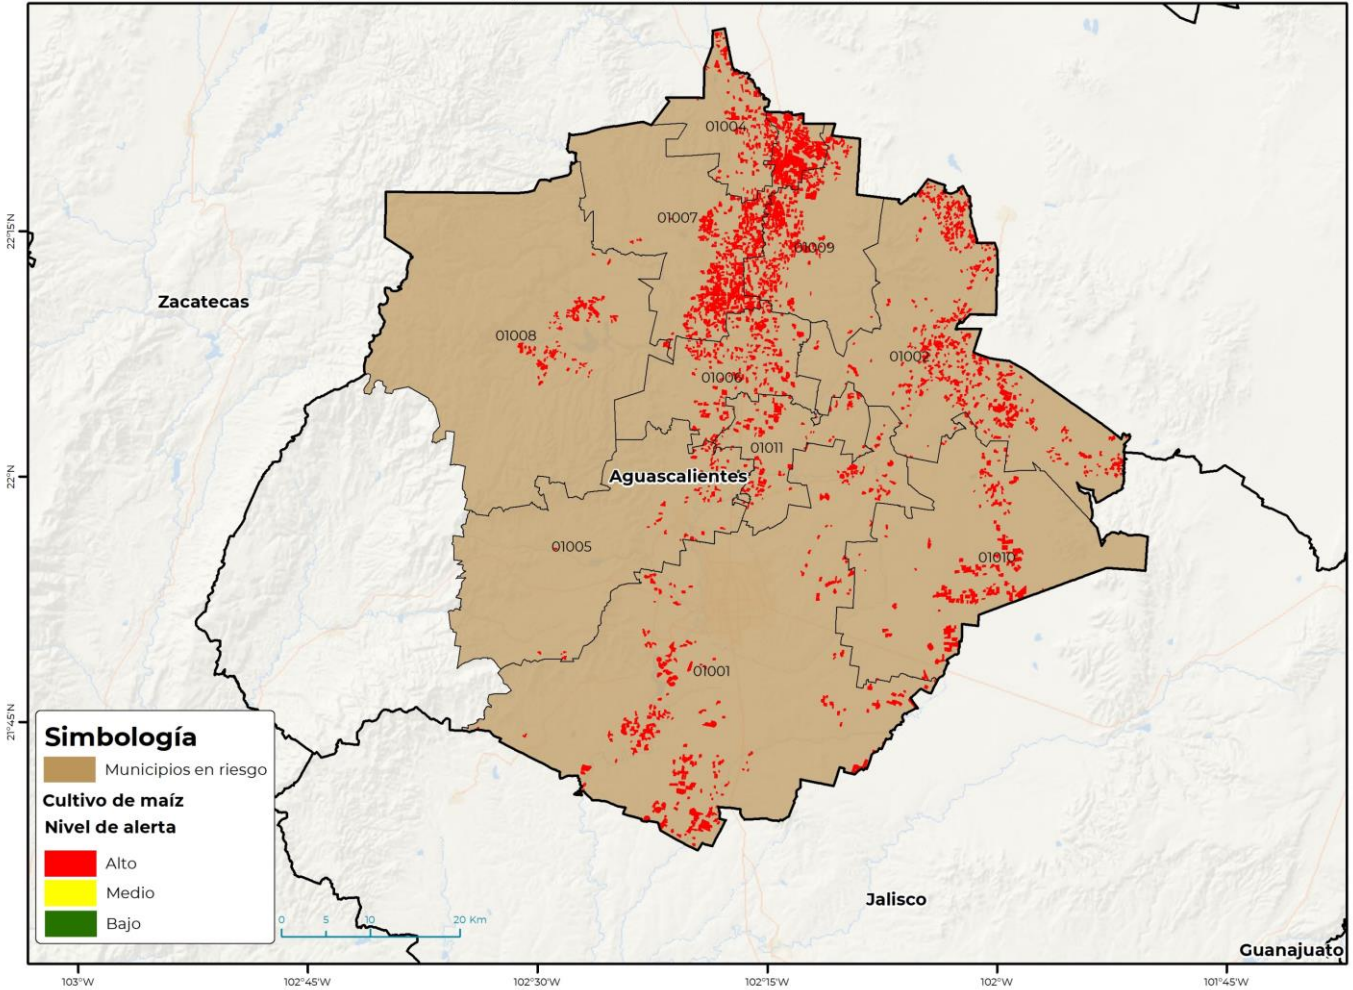 01004
01007
01009
22°15'N
Zacatecas
01008
01002
01006
01011
22°N
Aguascalientes
01005
01010
01001
21°45'N
Simbología
Municipios en riesgo
Cultivo de maíz
Nivel de alerta
Alto
Medio
Bajo
0 5 10 20 Km
Jalisco
Guanajuato
103°W 102°45'W 102°30'W 102°15'W 102°W 101°45'W